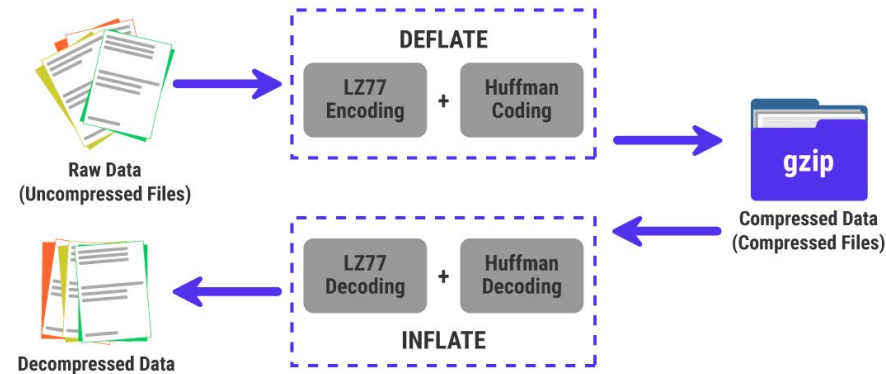 DEFLATE
LZ77
Encoding
+
Huffman
Coding
Raw Data
(Uncompressed Files)
gzip
Compressed Data
(Compressed Files)
LZ77
Decoding
+
Huffman
Decoding
INFLATE
Decompressed Data